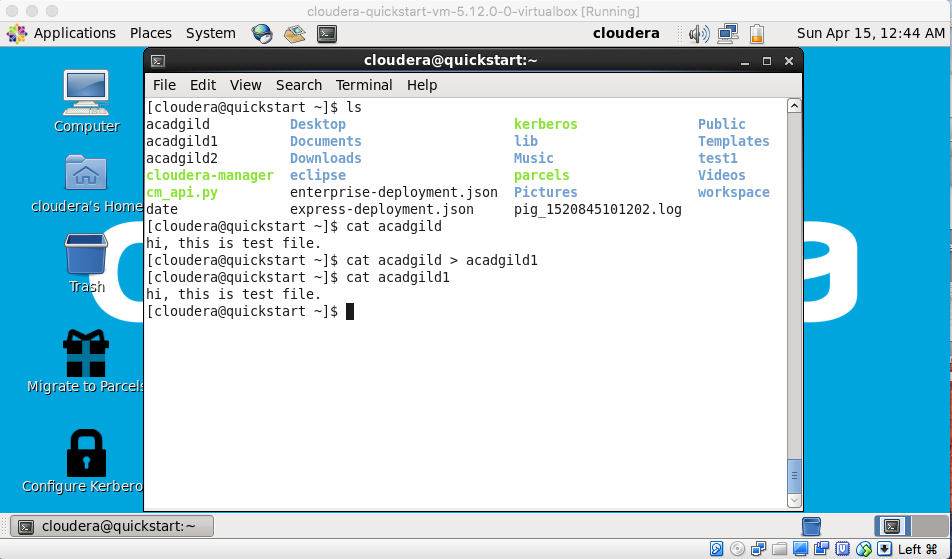 cloudera-quickstart-vm-5.12.0-0-virtualbox [Running]
Applications Places System cloudera Sun Apr 15, 12:44 AM
cloudera@quickstart:~
File Edit View Search Terminal Help
[cloudera@quickstart ~]$ ls
acadgild Desktop kerberos Public
acadgild1 Documents lib Templates
acadgild2 Downloads Music test1
cloudera-manager eclipse parcels Videos
cm_api.py enterprise-deployment.json Pictures workspace
date express-deployment.json pig_1520845101202.log
[cloudera@quickstart ~]$ cat acadgild
hi, this is test file.
[cloudera@quickstart ~]$ cat acadgild > acadgild1
[cloudera@quickstart ~]$ cat acadgild1
hi, this is test file.
[cloudera@quickstart ~]$
Computer
cloudera's Home
Trash
Migrate to Parcels
Configure Kerbero
cloudera@quickstart:~
Left ⌘